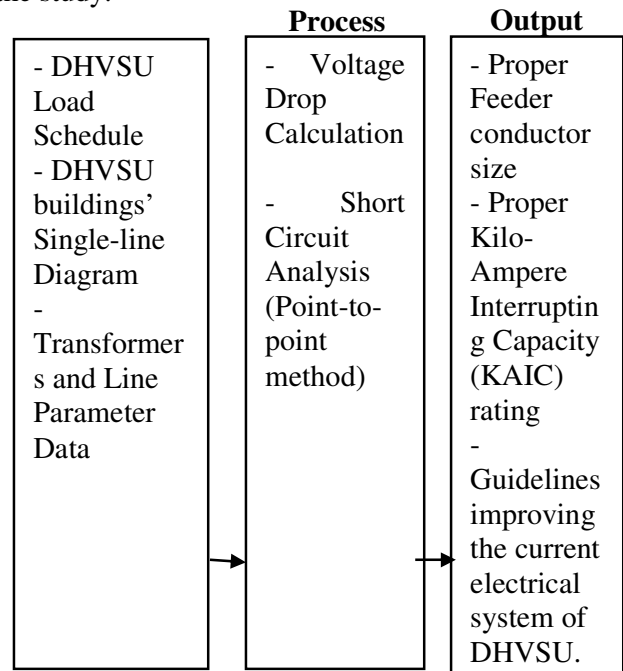 the study.
Process
Output
- DHVSU
Load
Schedule
- DHVSU
buildings’
Single-line
Diagram
-
Transformer
s and Line
Parameter
Data
- Voltage
Drop
Calculation
- Short
Circuit
Analysis
(Point-to-
point
method)
- Proper
Feeder
conductor
size
- Proper
Kilo-
Ampere
Interruptin
g Capacity
(KAIC)
rating
-
Guidelines
improving
the current
electrical
system of
DHVSU.